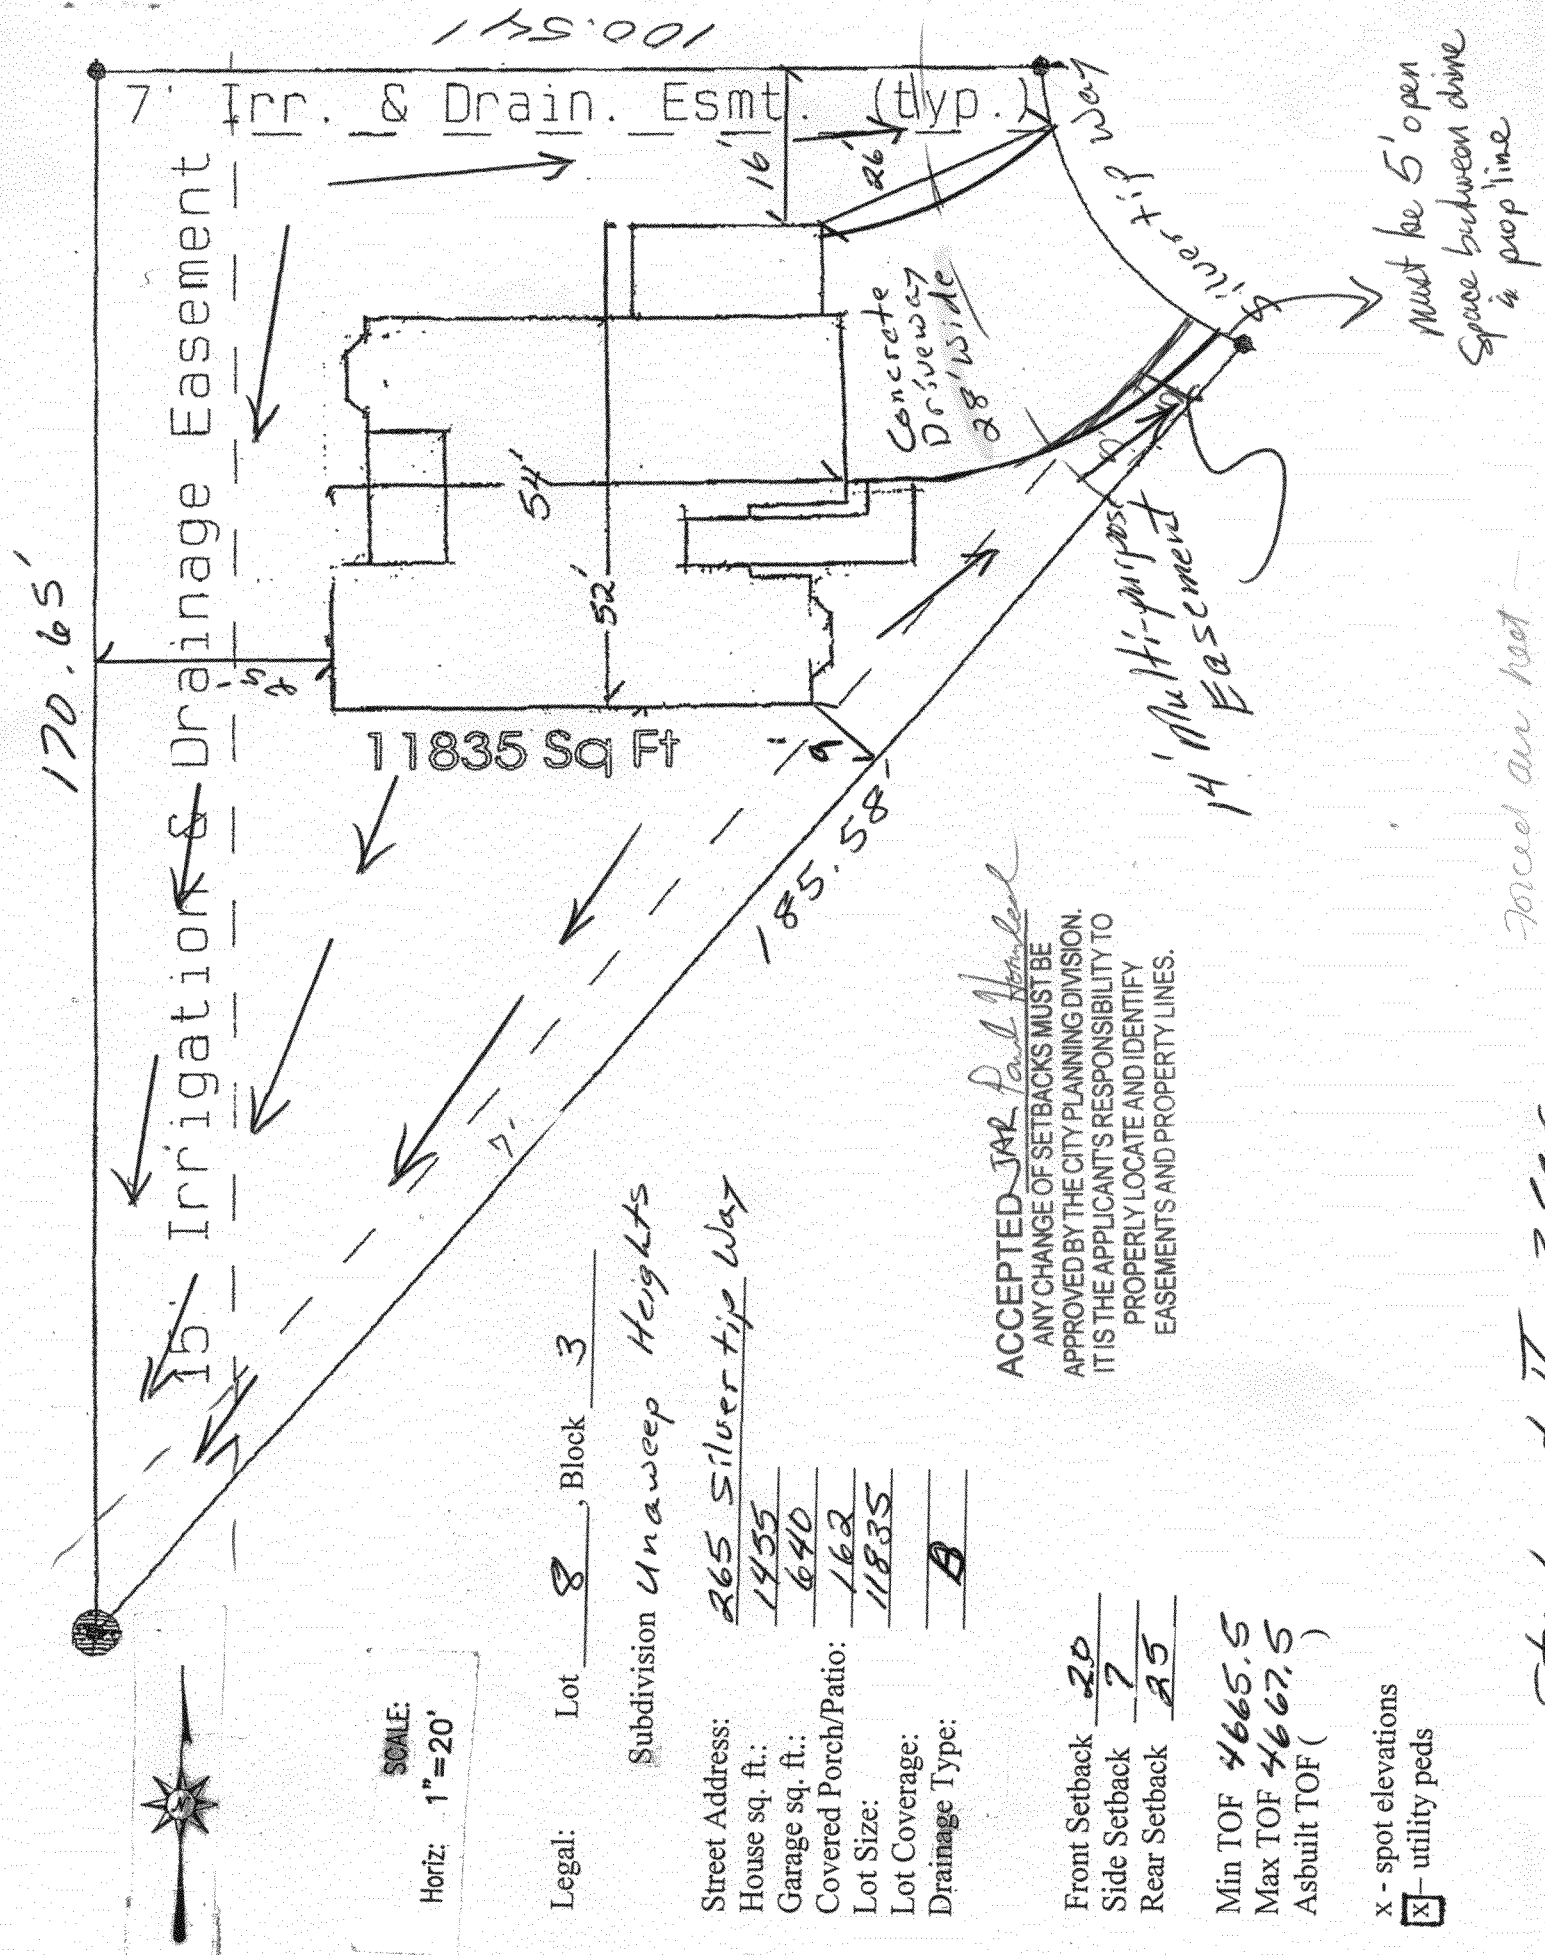 170.65'
100.54'
7' Irr. & Drain. Esmt. (typ.)
15' Irrigation & Drainage Easement
16'
26'
54'
52'
25'
9'
11835 Sq Ft
185.58'
7'
Concrete
Driveway
28' wide
Silvertip Way
5'
14' Multi-purpose
Easement
must be 5' open
Space between drive
& prop line
forced air heat
SCALE:
Horiz: 1"=20'
N
Legal: Lot 8, Block 3
Subdivision Unaweep Heights
Street Address: 265 Silvertip Way
House sq. ft.: 1455
Garage sq. ft.: 640
Covered Porch/Patio: 162
Lot Size: 11835
Lot Coverage:
Drainage Type: B
Front Setback 20
Side Setback 7
Rear Setback 25
Min TOF 4665.5
Max TOF 4667.5
Asbuilt TOF ( )
x - spot elevations
x - utility peds
ACCEPTED JAR
ANY CHANGE OF SETBACKS MUST BE
APPROVED BY THE CITY PLANNING DIVISION.
IT IS THE APPLICANT'S RESPONSIBILITY TO
PROPERLY LOCATE AND IDENTIFY
EASEMENTS AND PROPERTY LINES.